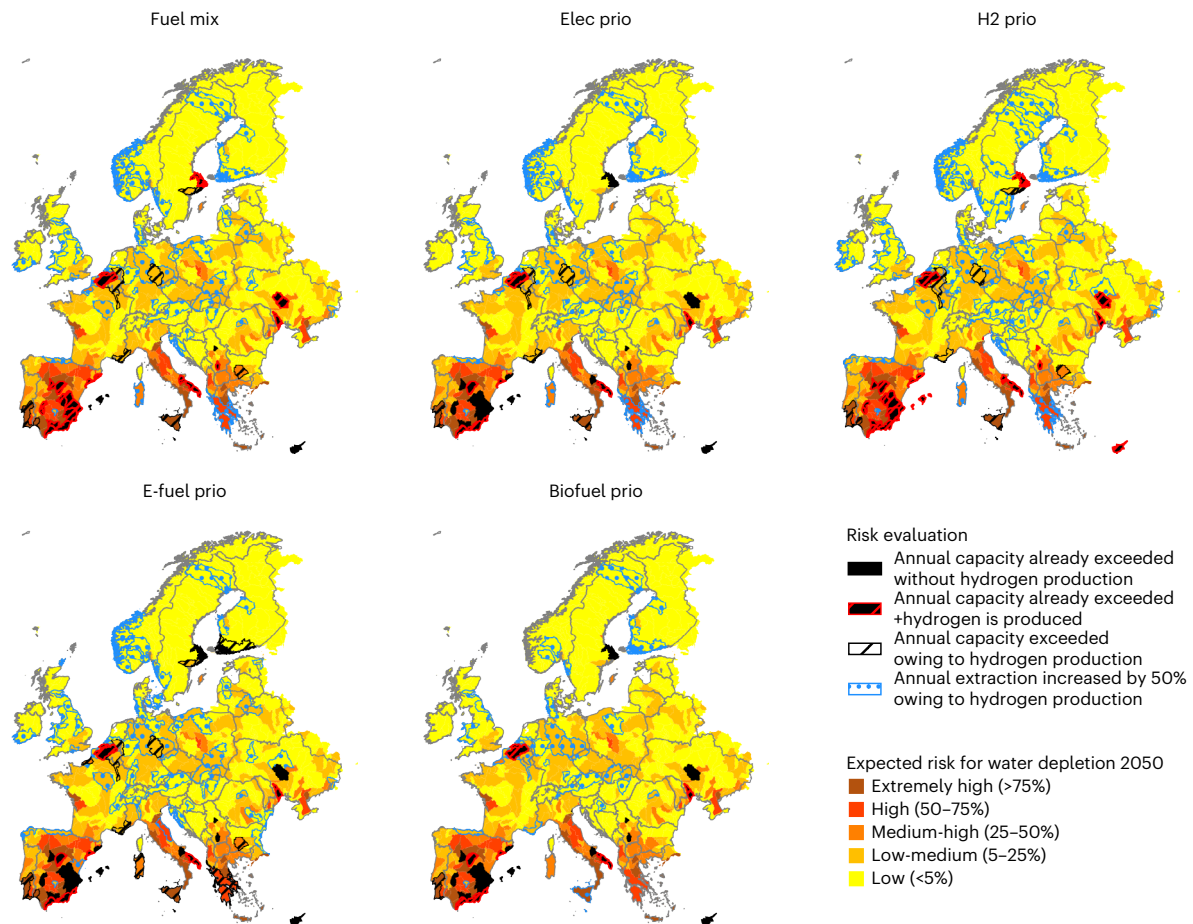 Fuel mix
Elec prio
H2 prio
E-fuel prio
Biofuel prio
Risk evaluation
Annual capacity already exceeded
without hydrogen production
Annual capacity already exceeded
+hydrogen is produced
Annual capacity exceeded
owing to hydrogen production
Annual extraction increased by 50%
owing to hydrogen production
Expected risk for water depletion 2050
Extremely high (>75%)
High (50–75%)
Medium-high (25–50%)
Low-medium (5–25%)
Low (<5%)